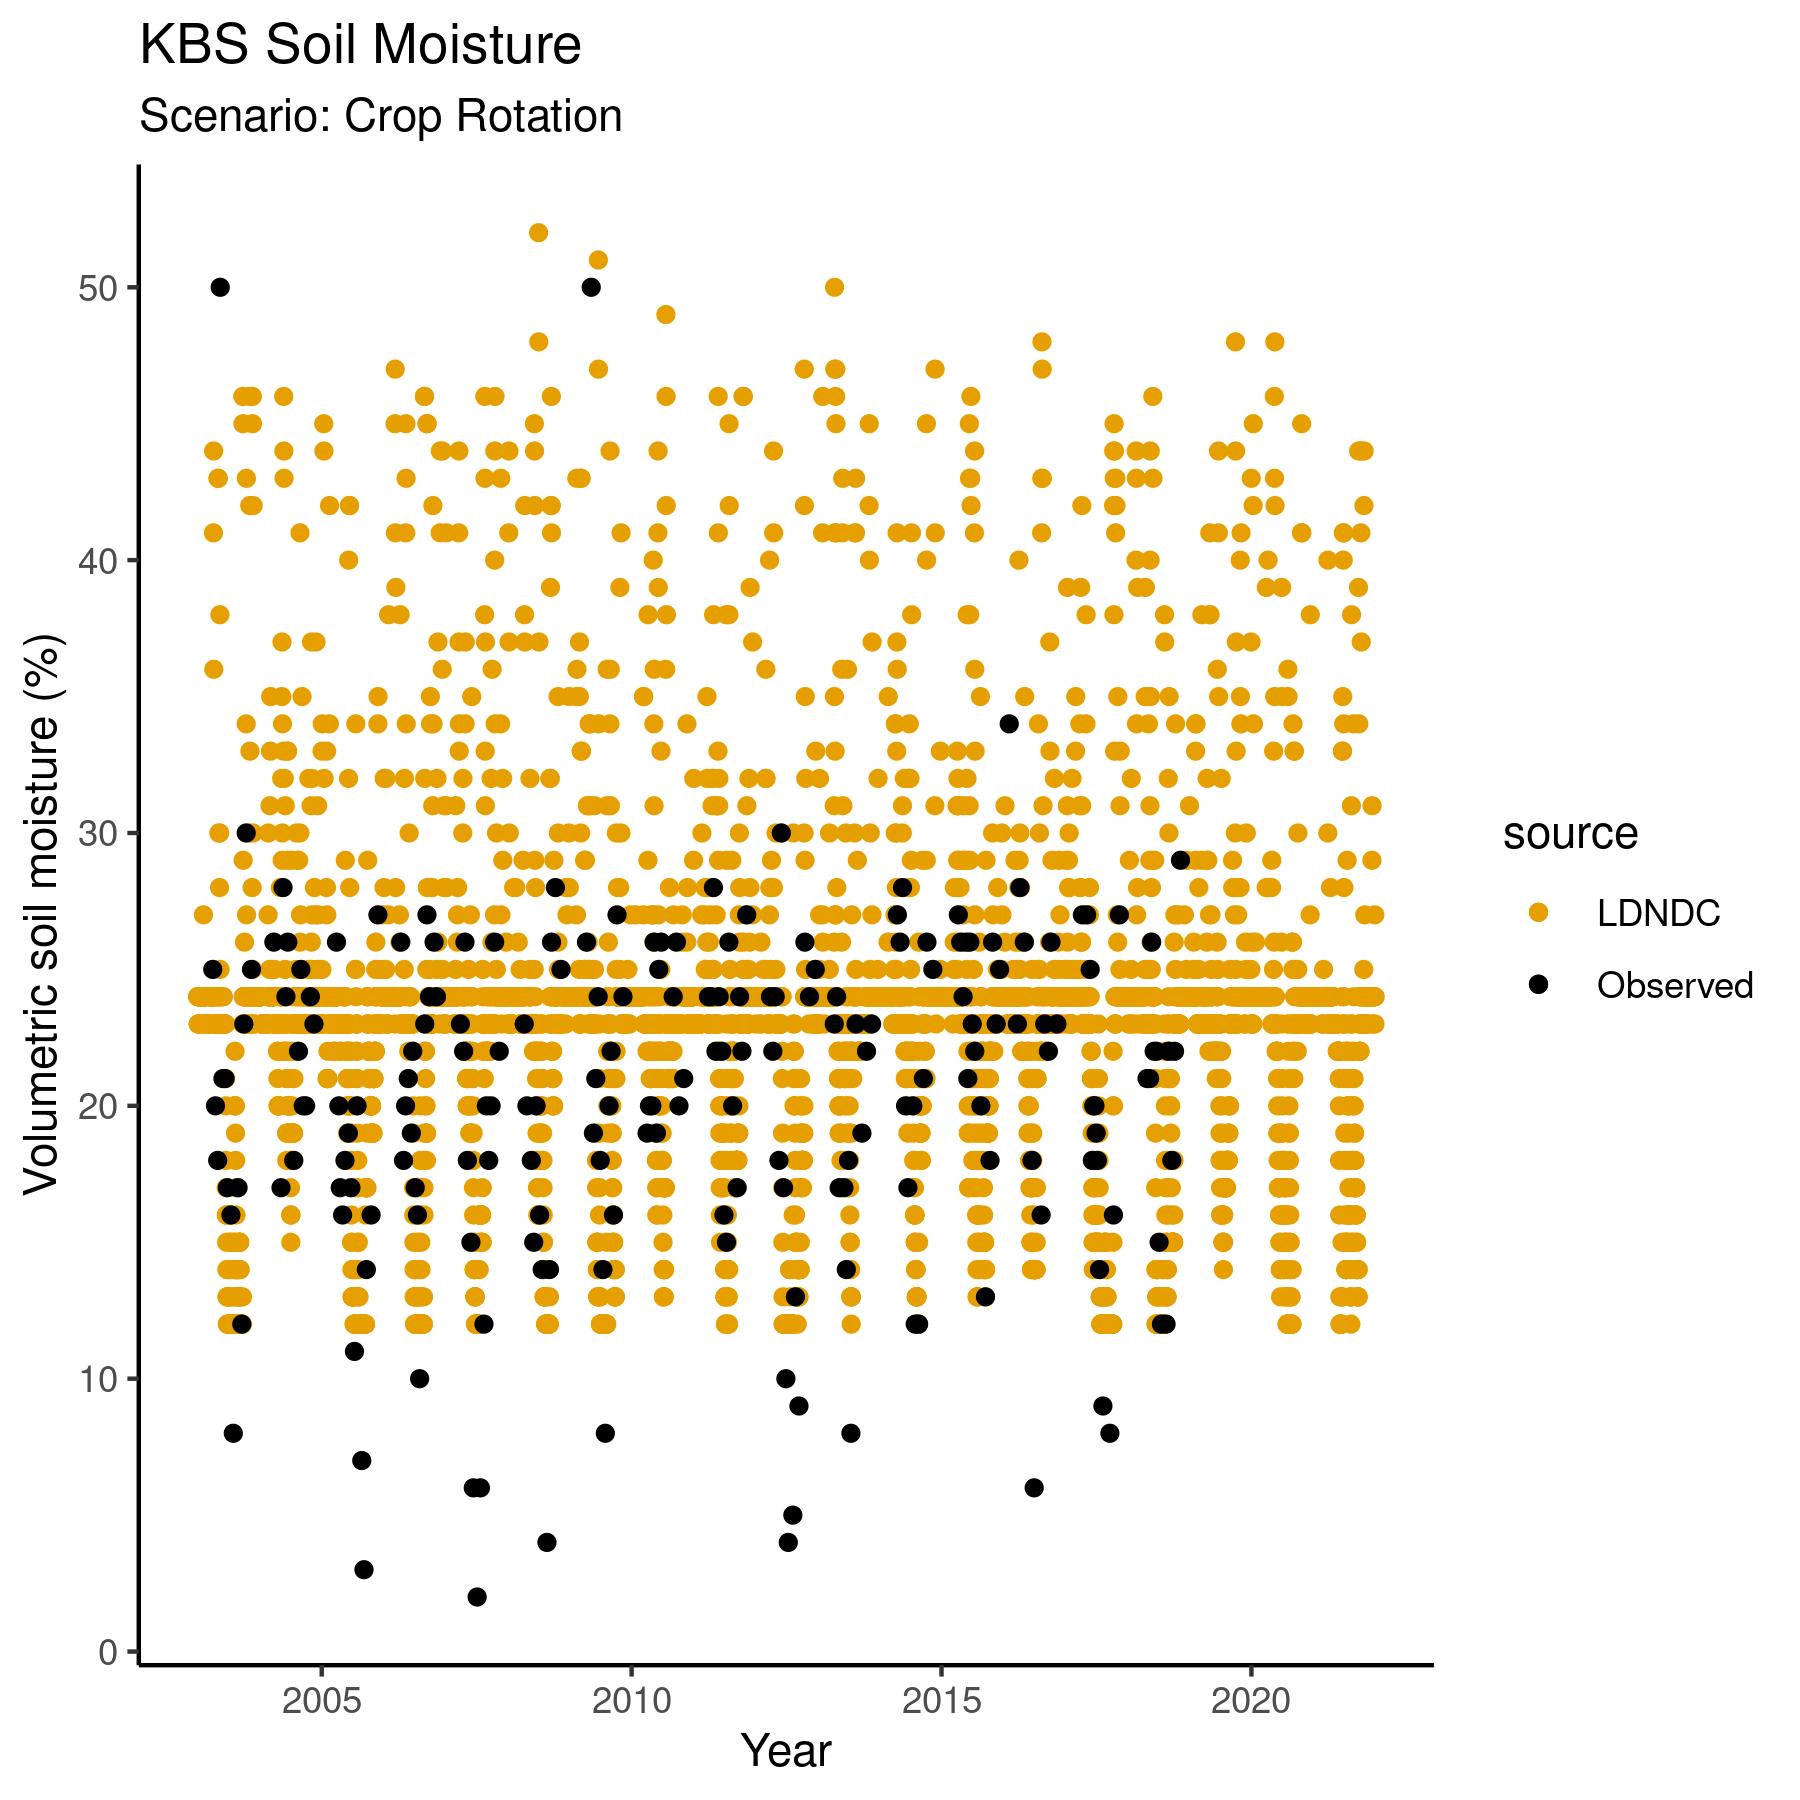 KBS Soil Moisture
Scenario: Crop Rotation
Volumetric soil moisture (%)
50
40
30
20
10
0
2005 2010 2015 2020
Year
source
LDNDC
Observed